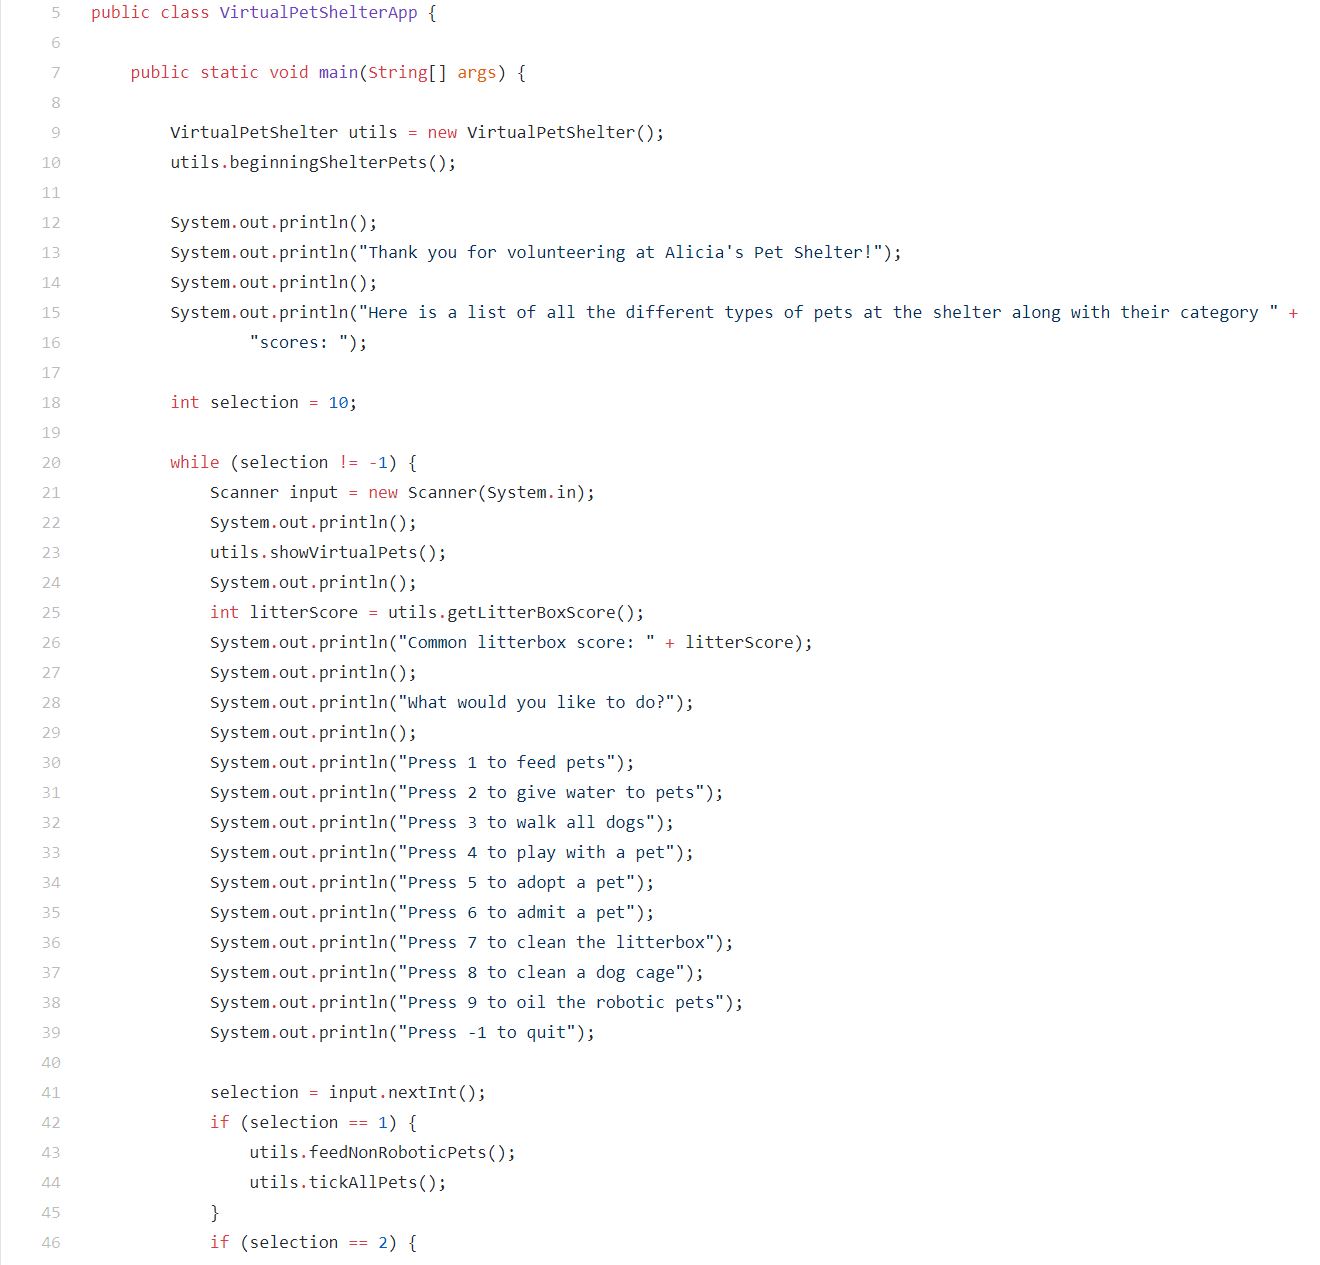 5 public class VirtualPetShelterApp {
6
7 public static void main(String[] args) {
8
9 VirtualPetShelter utils = new VirtualPetShelter();
10 utils.beginningShelterPets();
11
12 System.out.println();
13 System.out.println("Thank you for volunteering at Alicia's Pet Shelter!");
14 System.out.println();
15 System.out.println("Here is a list of all the different types of pets at the shelter along with their category " +
16 "scores: ");
17
18 int selection = 10;
19
20 while (selection != -1) {
21 Scanner input = new Scanner(System.in);
22 System.out.println();
23 utils.showVirtualPets();
24 System.out.println();
25 int litterScore = utils.getLitterBoxScore();
26 System.out.println("Common litterbox score: " + litterScore);
27 System.out.println();
28 System.out.println("What would you like to do?");
29 System.out.println();
30 System.out.println("Press 1 to feed pets");
31 System.out.println("Press 2 to give water to pets");
32 System.out.println("Press 3 to walk all dogs");
33 System.out.println("Press 4 to play with a pet");
34 System.out.println("Press 5 to adopt a pet");
35 System.out.println("Press 6 to admit a pet");
36 System.out.println("Press 7 to clean the litterbox");
37 System.out.println("Press 8 to clean a dog cage");
38 System.out.println("Press 9 to oil the robotic pets");
39 System.out.println("Press -1 to quit");
40
41 selection = input.nextInt();
42 if (selection == 1) {
43 utils.feedNonRoboticPets();
44 utils.tickAllPets();
45 }
46 if (selection == 2) {